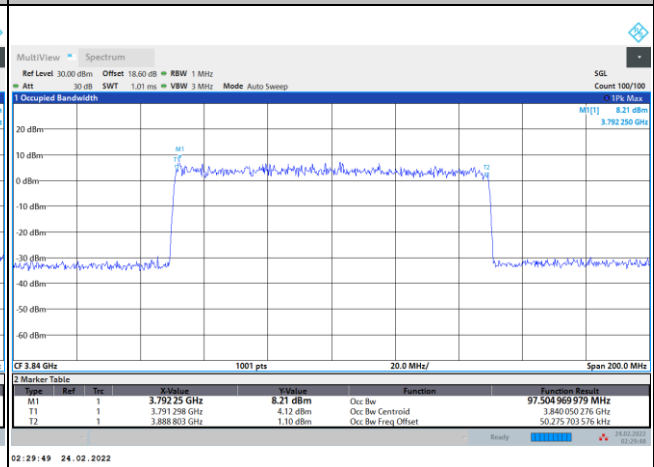 MultiView Spectrum
Ref Level 30.00 dBm Offset 18.60 dB RBW 1 MHz SGL
Att 30 dB SWT 1.01 ms VBW 3 MHz Mode Auto Sweep Count 100/100
1 Occupied Bandwidth 1Pk Max
M1[1] 8.21 dBm
3.792 250 GHz
20 dBm
M1
10 dBm
T1
T2
0 dBm
-10 dBm
-20 dBm
-30 dBm
-40 dBm
-50 dBm
-60 dBm
CF 3.84 GHz 1001 pts 20.0 MHz/ Span 200.0 MHz
2 Marker Table
Type Ref Trc X-Value Y-Value Function Function Result
M1 1 3.792 25 GHz 8.21 dBm Occ Bw 97.504 969 979 MHz
T1 1 3.791 298 GHz 4.12 dBm Occ Bw Centroid 3.840 050 276 GHz
T2 1 3.888 803 GHz 1.10 dBm Occ Bw Freq Offset 50.275 703 576 kHz
Ready 24.02.2022
02:29:48
02:29:49 24.02.2022